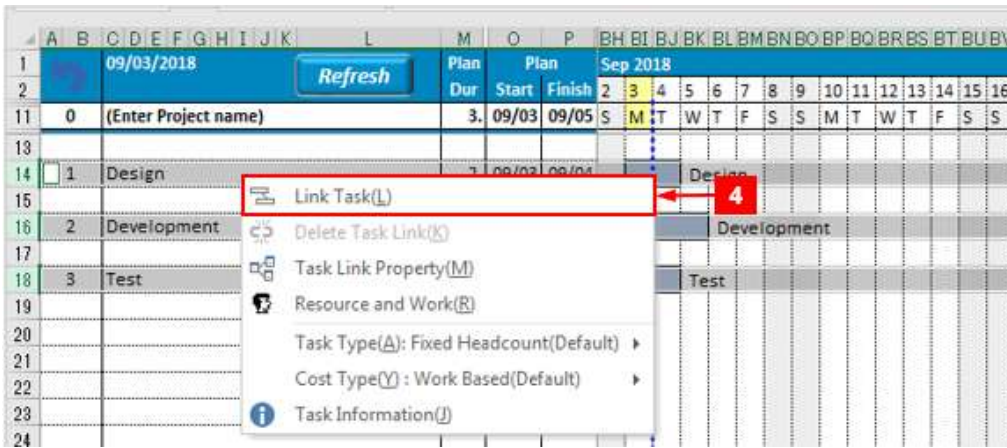 A B C D E F G H I J K L M O P BH BI BJ BK BL BM BN BO BP BQ BR BS BT BU BV
1 09/03/2018 Refresh Plan Plan Sep 2018
2 Dur Start Finish 2 3 4 5 6 7 8 9 10 11 12 13 14 15 16
11 0 (Enter Project name) 3. 09/03 09/05 S M T W T F S S M T W T F S S
13
14 1 Design 09/03 09/04 Design
Link Task(L) 4
15
16 2 Development Development
Delete Task Link(K)
17
Task Link Property(M)
18 3 Test Test
19 Resource and Work(R)
20
Task Type(A): Fixed Headcount(Default)
21
22 Cost Type(Y) : Work Based(Default)
23 Task Information(J)
24